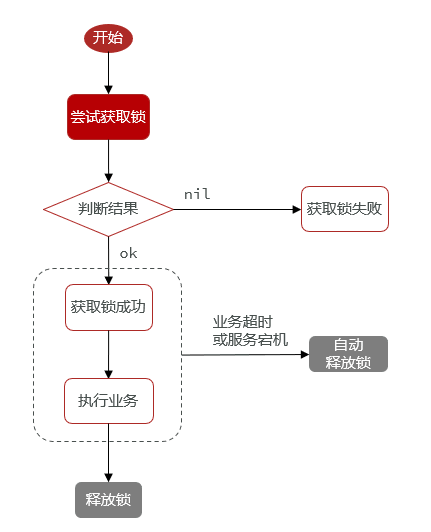 开始
尝试获取锁
判断结果
nil
获取锁失败
ok
获取锁成功
业务超时
或服务宕机
自动
释放锁
执行业务
释放锁